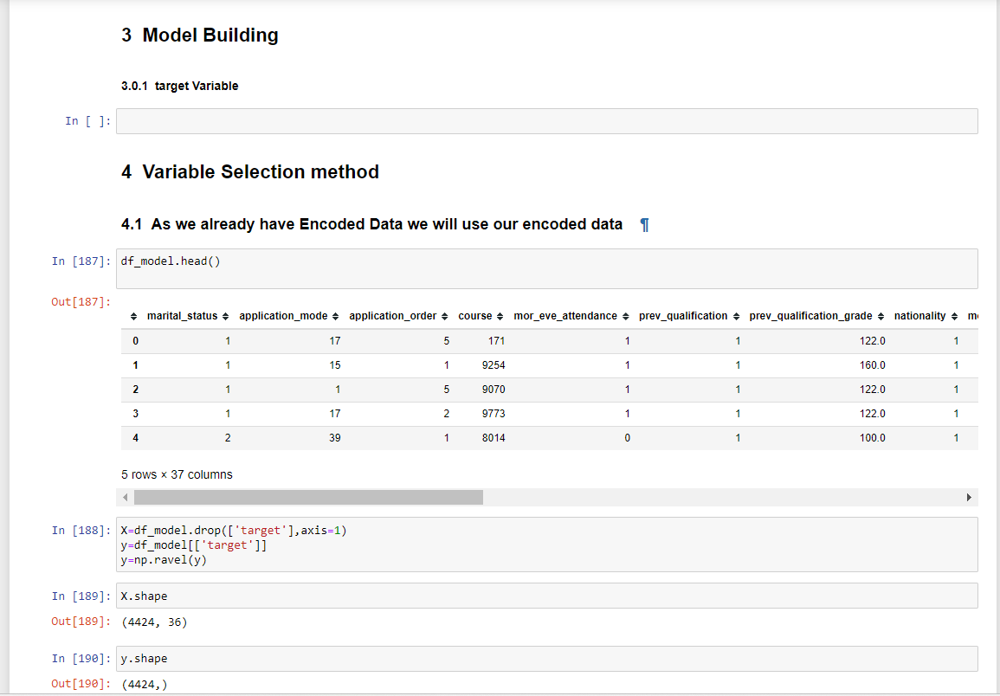 3 Model Building
3.0.1 target Variable
In [ ]:
4 Variable Selection method
4.1 As we already have Encoded Data we will use our encoded data ¶
In [187]: df_model.head()
Out[187]:
marital_status application_mode application_order course mor_eve_attendance prev_qualification prev_qualification_grade nationality
0 1 17 5 171 1 1 122.0 1
1 1 15 1 9254 1 1 160.0 1
2 1 1 5 9070 1 1 122.0 1
3 1 17 2 9773 1 1 122.0 1
4 2 39 1 8014 0 1 100.0 1
5 rows × 37 columns
In [188]: X=df_model.drop(['target'],axis=1)
y=df_model[['target']]
y=np.ravel(y)
In [189]: X.shape
Out[189]: (4424, 36)
In [190]: y.shape
Out[190]: (4424,)